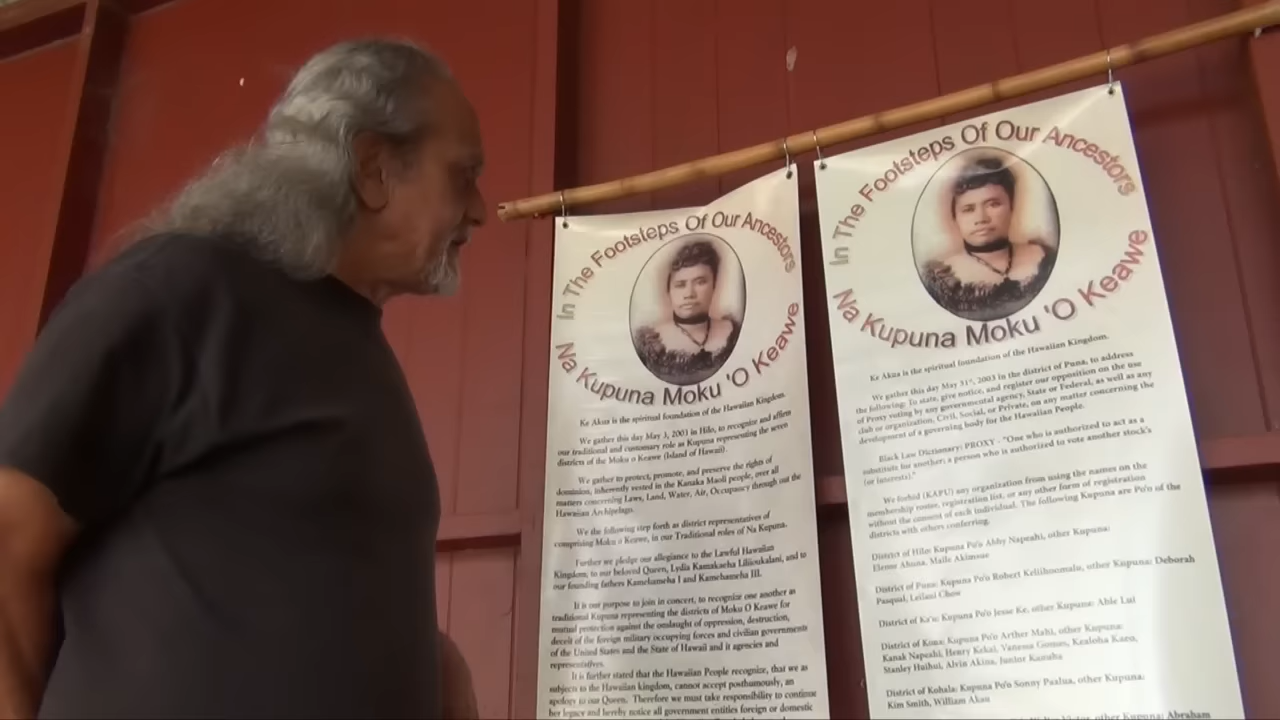 In The Footsteps Of Our Ancestors
Na Kupuna Moku 'O Keawe
Ke Akua is the spiritual foundation of the Hawaiian Kingdom.
We gather this day May 3, 2003 in Hilo, to recognize and affirm
our traditional and customary role as Kupuna representing the seven
districts of the Moku o Keawe (Island of Hawaii).
We gather to protect, promote, and preserve the rights of
dominion, inherently vested in the Kanaka Maoli people, over all
matters concerning Laws, Land, Water, Air, Occupancy through out the
Hawaiian Archipelago.
We the following step forth as district representatives of
comprising Moku o Keawe, in our Traditional roles of Na Kupuna.
Further we pledge our allegiance to the Lawful Hawaiian
Kingdom, to our beloved Queen, Lydia Kamakaeha Liliuokalani, and to
our founding fathers Kamehameha I and Kamehameha III.
It is our purpose to join in concert, to recognize one another as
traditional Kupuna representing the districts of Moku O Keawe for
mutual protection against the onslaught of oppression, destruction,
deceit of the foreign military occupying forces and civilian governments
of the United States and the State of Hawaii and it agencies and
representatives.
It is further stated that the Hawaiian People recognize, that we as
subjects to the Hawaiian kingdom, cannot accept posthumously, an
apology to our Queen. Therefore we must take responsibility to continue
her legacy and hereby notice all government entities foreign or domestic
In The Footsteps Of Our Ancestors
Na Kupuna Moku 'O Keawe
Ke Akua is the spiritual foundation of the Hawaiian Kingdom.
We gather this day May 31st, 2003 in the district of Puna, to address
the following: To state, give notice, and register our opposition on the use
of Proxy voting by any governmental agency, State or Federal, as well as any
club or organization, Civil, Social, or Private, on any matter concerning the
development of a governing body for the Hawaiian People.
Black Law Dictionary: PROXY - "One who is authorized to act as a
substitute for another; a person who is authorized to vote another stock's
(or interests)."
We forbid (KAPU) any organization from using the names on the
membership roster, registration list, or any other form of registration
without the consent of each individual. The following Kupuna are Po'o of the
districts with others conferring.
District of Hilo: Kupuna Po'o Abby Napeahi, other Kupuna:
Elenor Ahuna, Maile Akimseu
District of Puna: Kupuna Po'o Robert Keliihoomalu, other Kupuna: Deborah
Pasqual, Leilani Chow
District of Ka'u: Kupuna Po'o Jesse Ke, other Kupuna: Able Lui
District of Kona: Kupuna Po'o Arther Mahi, other Kupuna:
Kanak Napeahi, Henry Kekai, Vanessa Gomes, Kealoha Kaeo,
Stanley Huihui, Alvin Akina, Junior Kanuha
District of Kohala: Kupuna Po'o Sonny Paalua, other Kupuna:
Kim Smith, William Akau
other Kupuna: Abraham